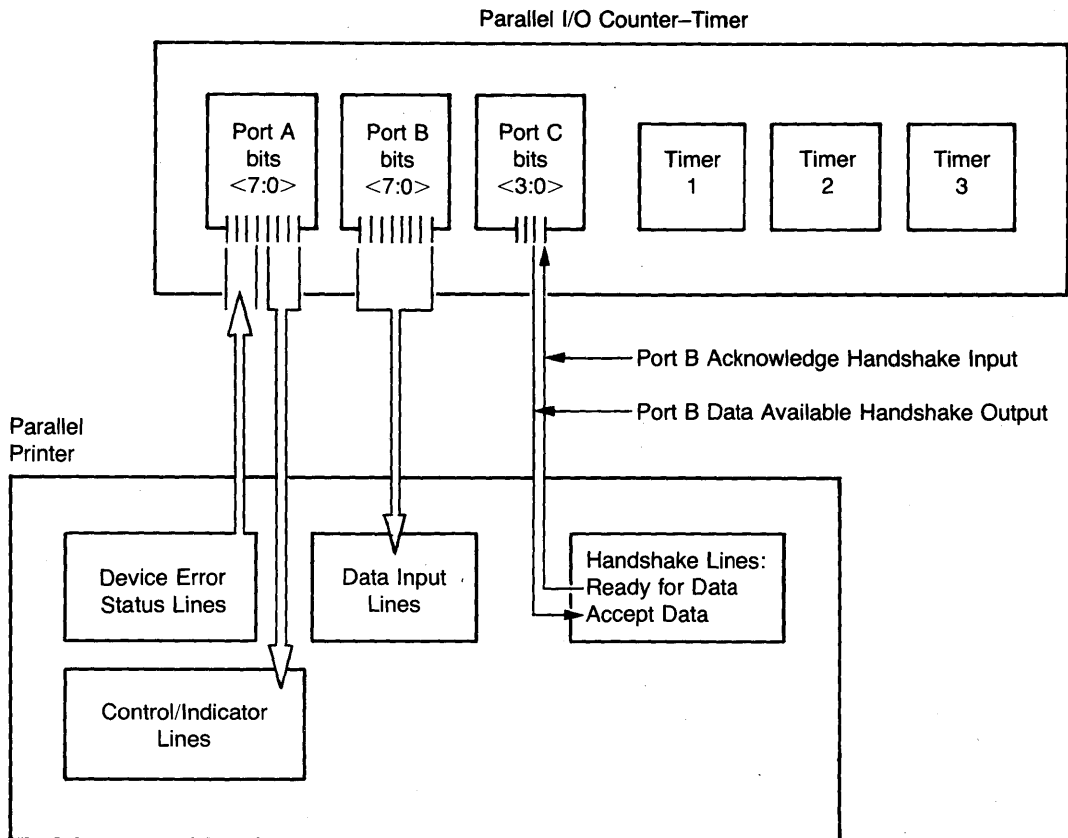 Parallel I/O Counter–Timer
Port A
bits
<7:0>
Port B
bits
<7:0>
Port C
bits
<3:0>
Timer
1
Timer
2
Timer
3
Port B Acknowledge Handshake Input
Port B Data Available Handshake Output
Parallel
Printer
Device Error
Status Lines
Data Input
Lines
Handshake Lines:
Ready for Data
Accept Data
Control/Indicator
Lines